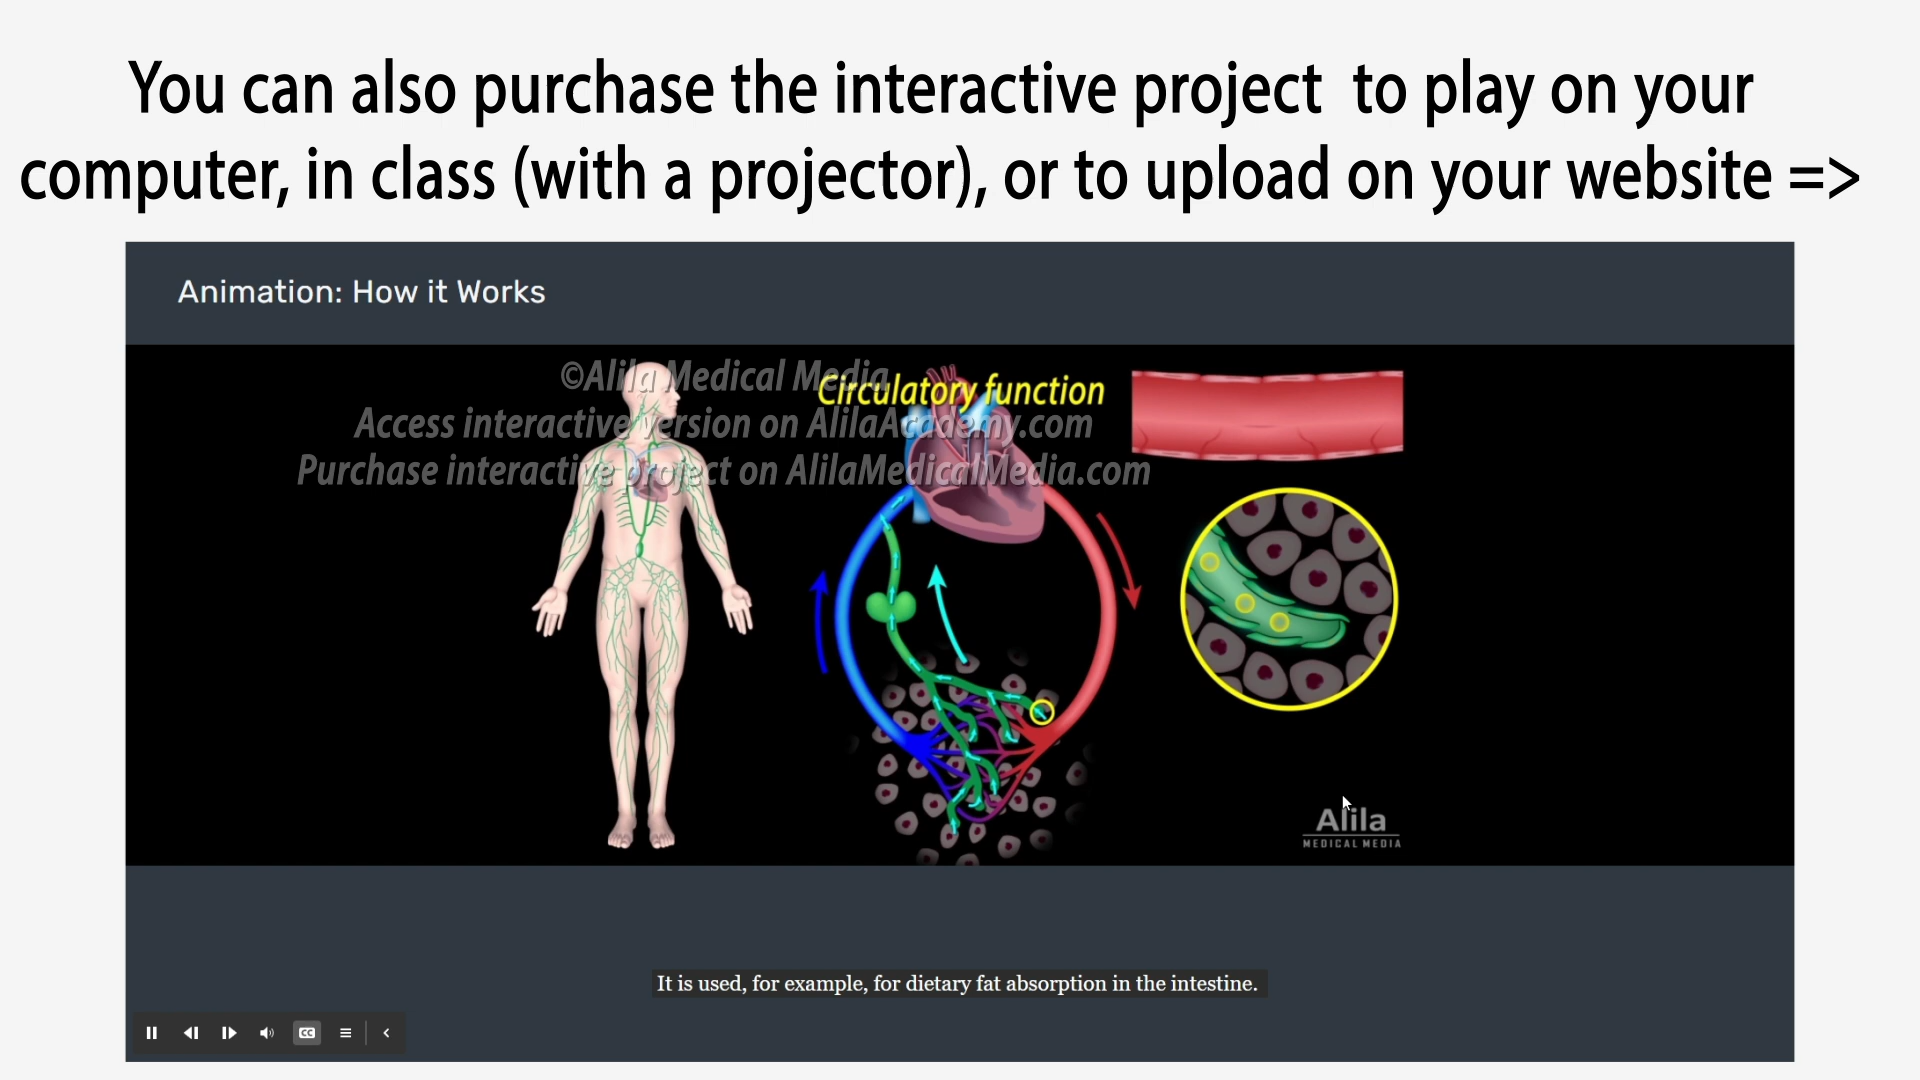 You can also purchase the interactive project  to play on your
computer, in class (with a projector), or to upload on your website =>
Animation: How it Works
©Alila Medical Media
Circulatory function
Access interactive version on AlilaAcademy.com
Purchase interactive project on AlilaMedicalMedia.com
Alila
MEDICAL MEDIA
It is used, for example, for dietary fat absorption in the intestine.
CC